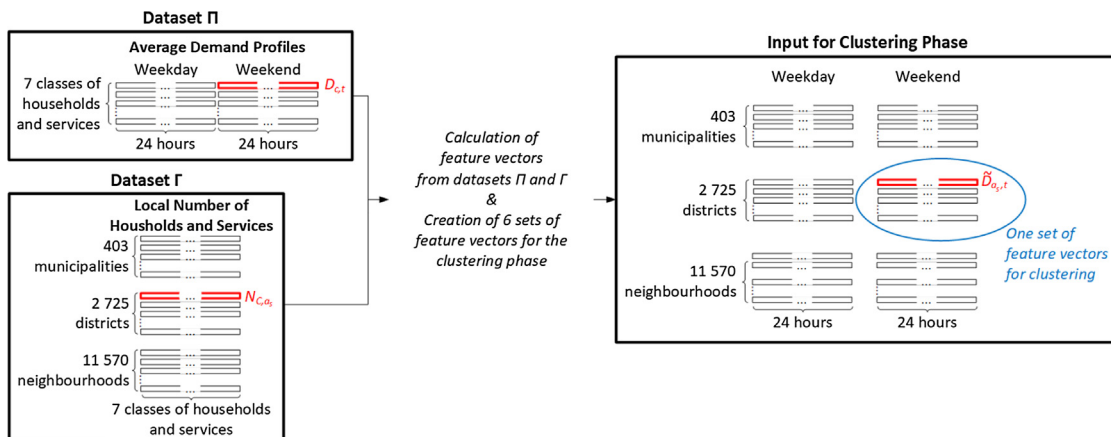 Dataset Π
Average Demand Profiles
Weekday Weekend
7 classes of
households
and services
...
...
D_c,t
24 hours 24 hours
Dataset Γ
Local Number of
Housholds and Services
403
municipalities
2 725
districts
N_C,a_s
11 570
neighbourhoods
7 classes of households
and services
Calculation of
feature vectors
from datasets Π and Γ
&
Creation of 6 sets of
feature vectors for the
clustering phase
Input for Clustering Phase
Weekday Weekend
403
municipalities
2 725
districts
D̃_a_s,t
One set of
feature vectors
for clustering
11 570
neighbourhoods
24 hours 24 hours